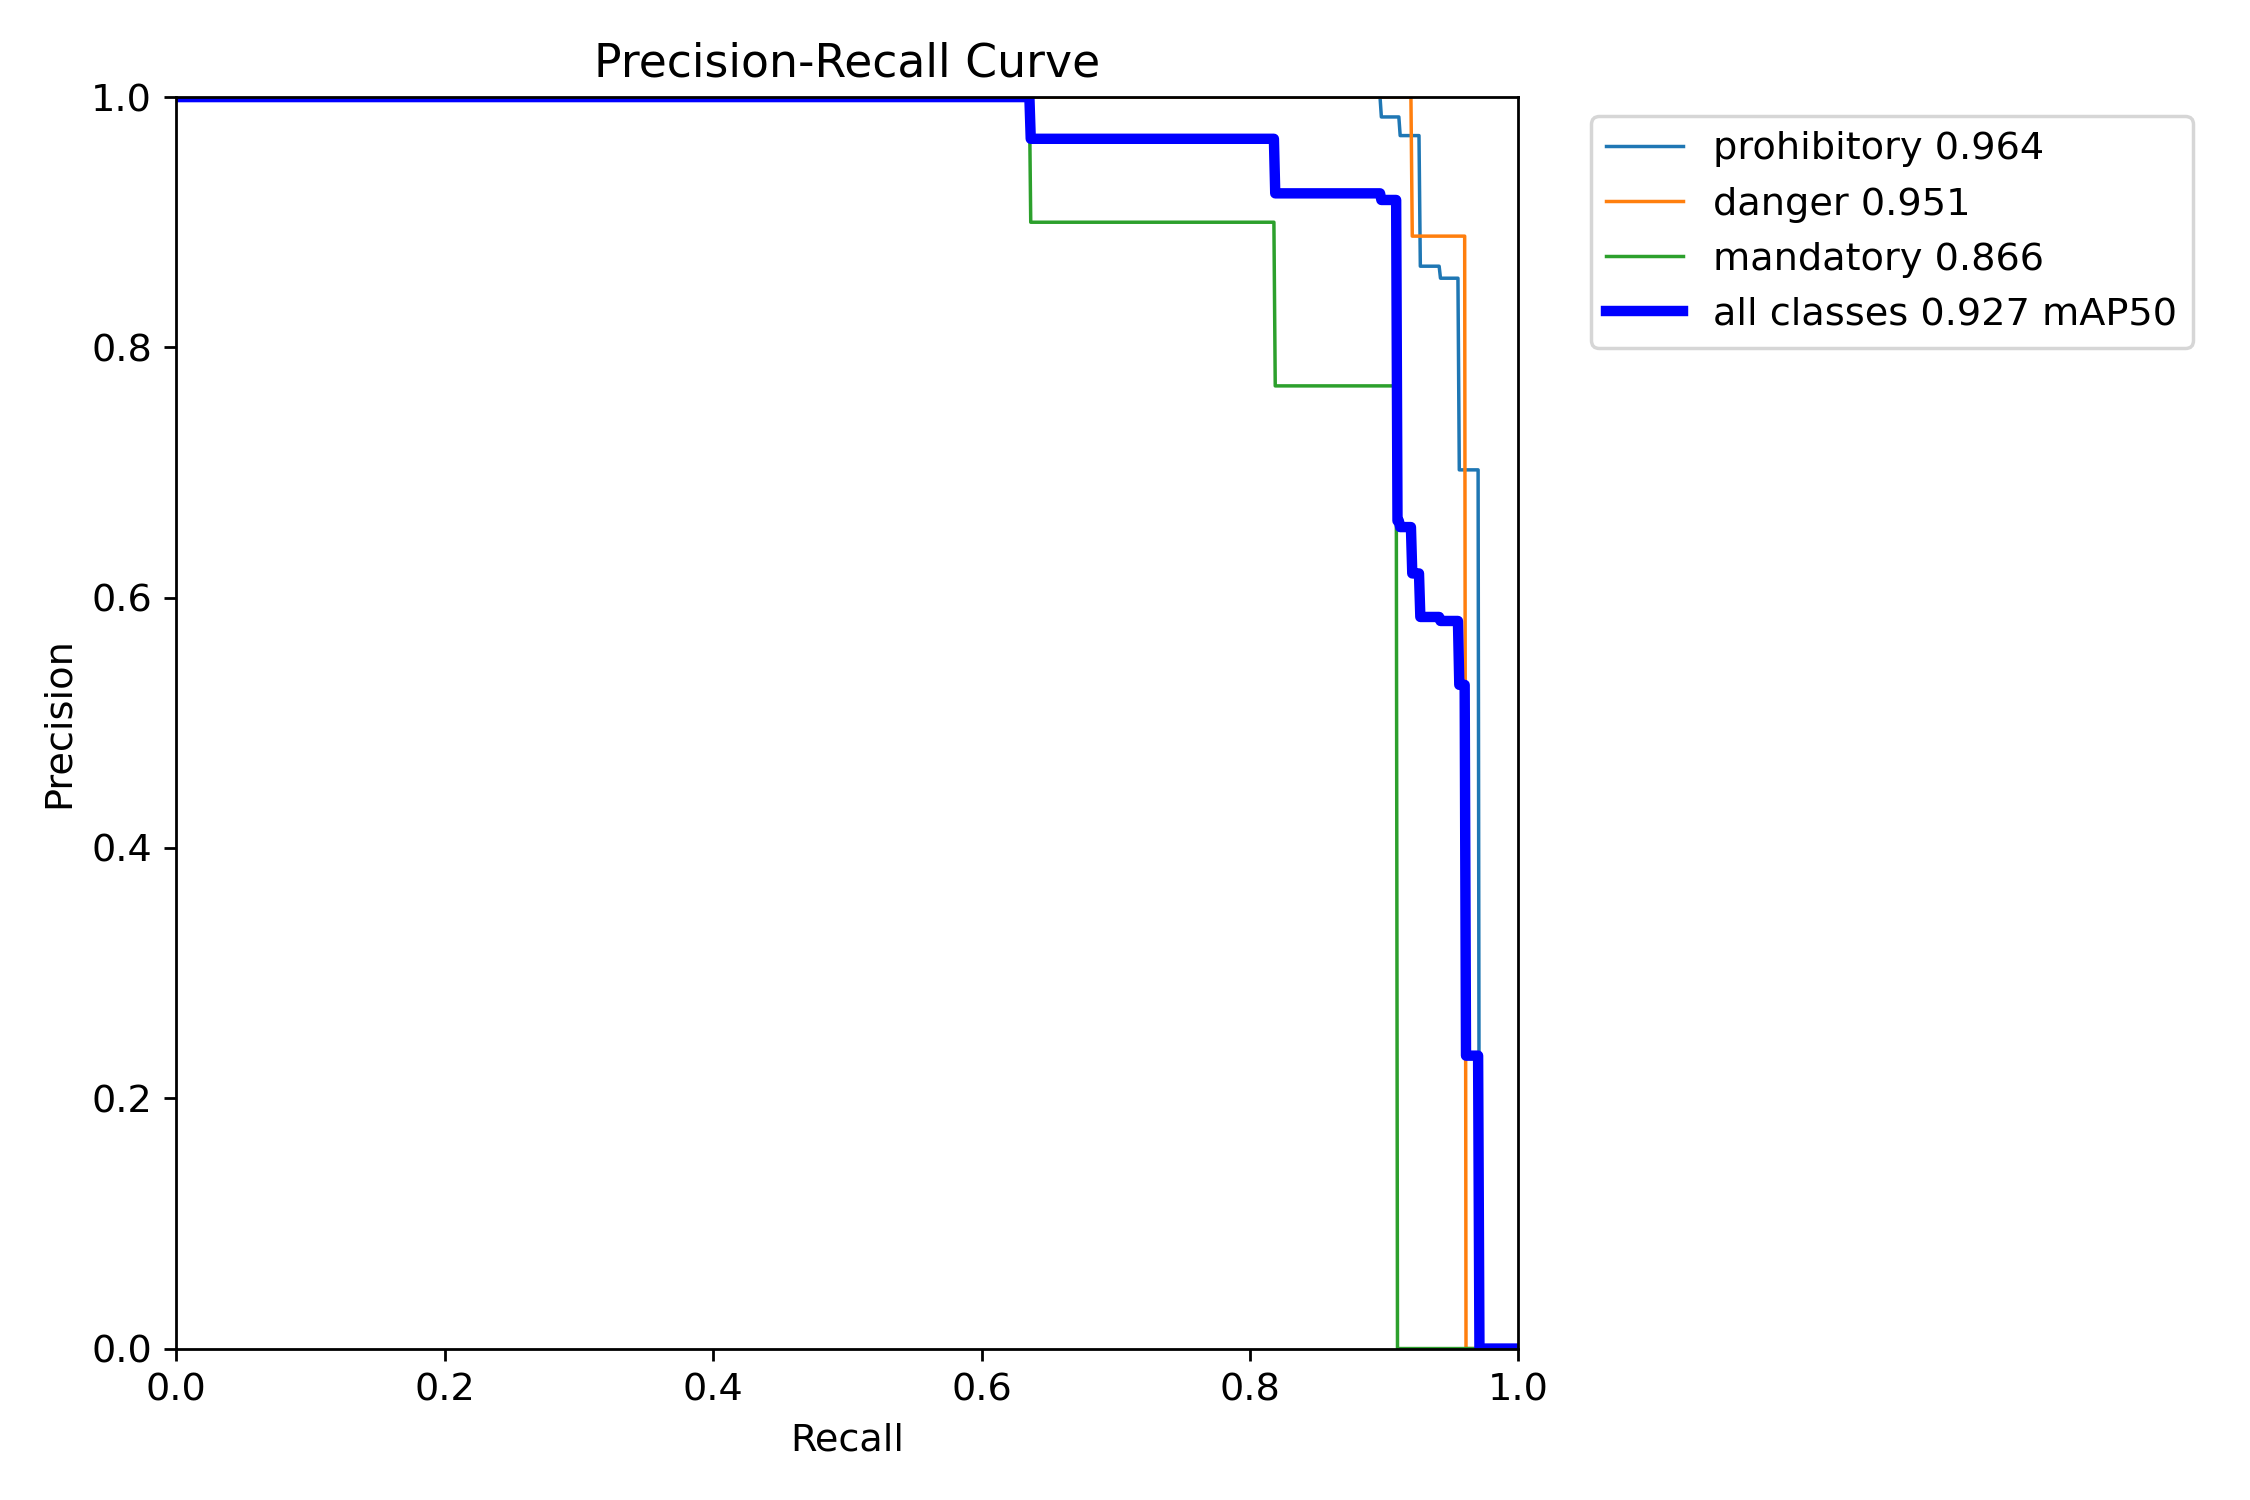 Precision-Recall Curve
1.0
0.8
0.6
0.4
0.2
0.0
Precision
0.0 0.2 0.4 0.6 0.8 1.0
Recall
prohibitory 0.964
danger 0.951
mandatory 0.866
all classes 0.927 mAP50